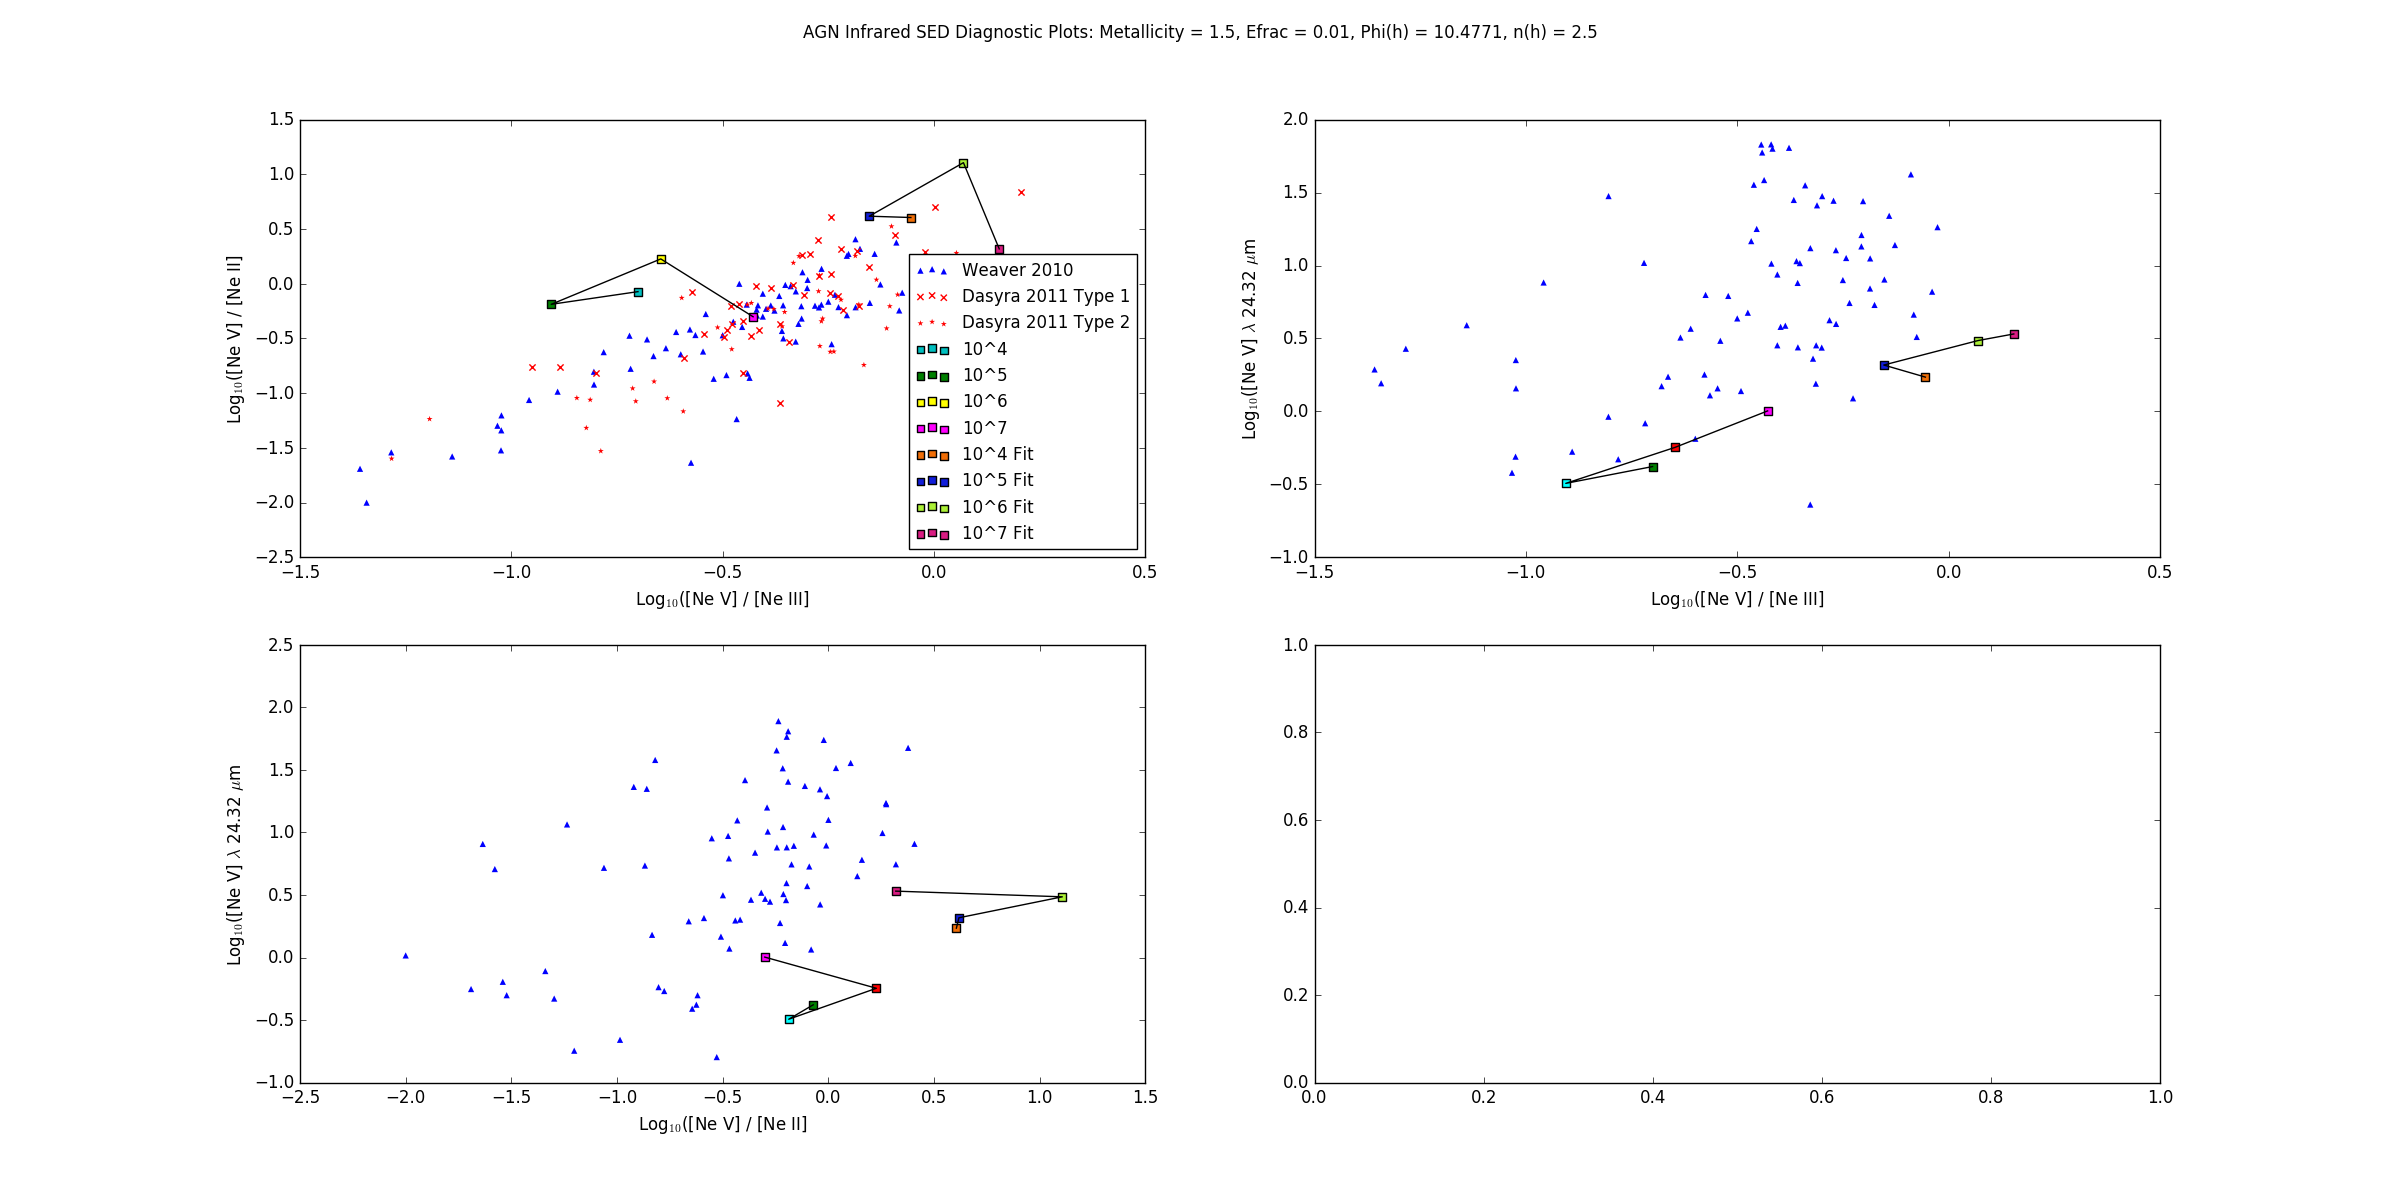 AGN Infrared SED Diagnostic Plots: Metallicity = 1.5, Efrac = 0.01, Phi(h) = 10.4771, n(h) = 2.5
1.5
1.0
0.5
0.0
−0.5
−1.0
−1.5
−2.0
−2.5
Log10([Ne V] / [Ne II]
−1.5 −1.0 −0.5 0.0 0.5
Log10([Ne V] / [Ne III]
Weaver 2010
Dasyra 2011 Type 1
Dasyra 2011 Type 2
10^4
10^5
10^6
10^7
10^4 Fit
10^5 Fit
10^6 Fit
10^7 Fit
2.0
1.5
1.0
0.5
0.0
−0.5
−1.0
Log10([Ne V] λ 24.32 μm
−1.5 −1.0 −0.5 0.0 0.5
Log10([Ne V] / [Ne III]
2.5
2.0
1.5
1.0
0.5
0.0
−0.5
−1.0
Log10([Ne V] λ 24.32 μm
−2.5 −2.0 −1.5 −1.0 −0.5 0.0 0.5 1.0 1.5
Log10([Ne V] / [Ne II]
1.0
0.8
0.6
0.4
0.2
0.0
0.0 0.2 0.4 0.6 0.8 1.0